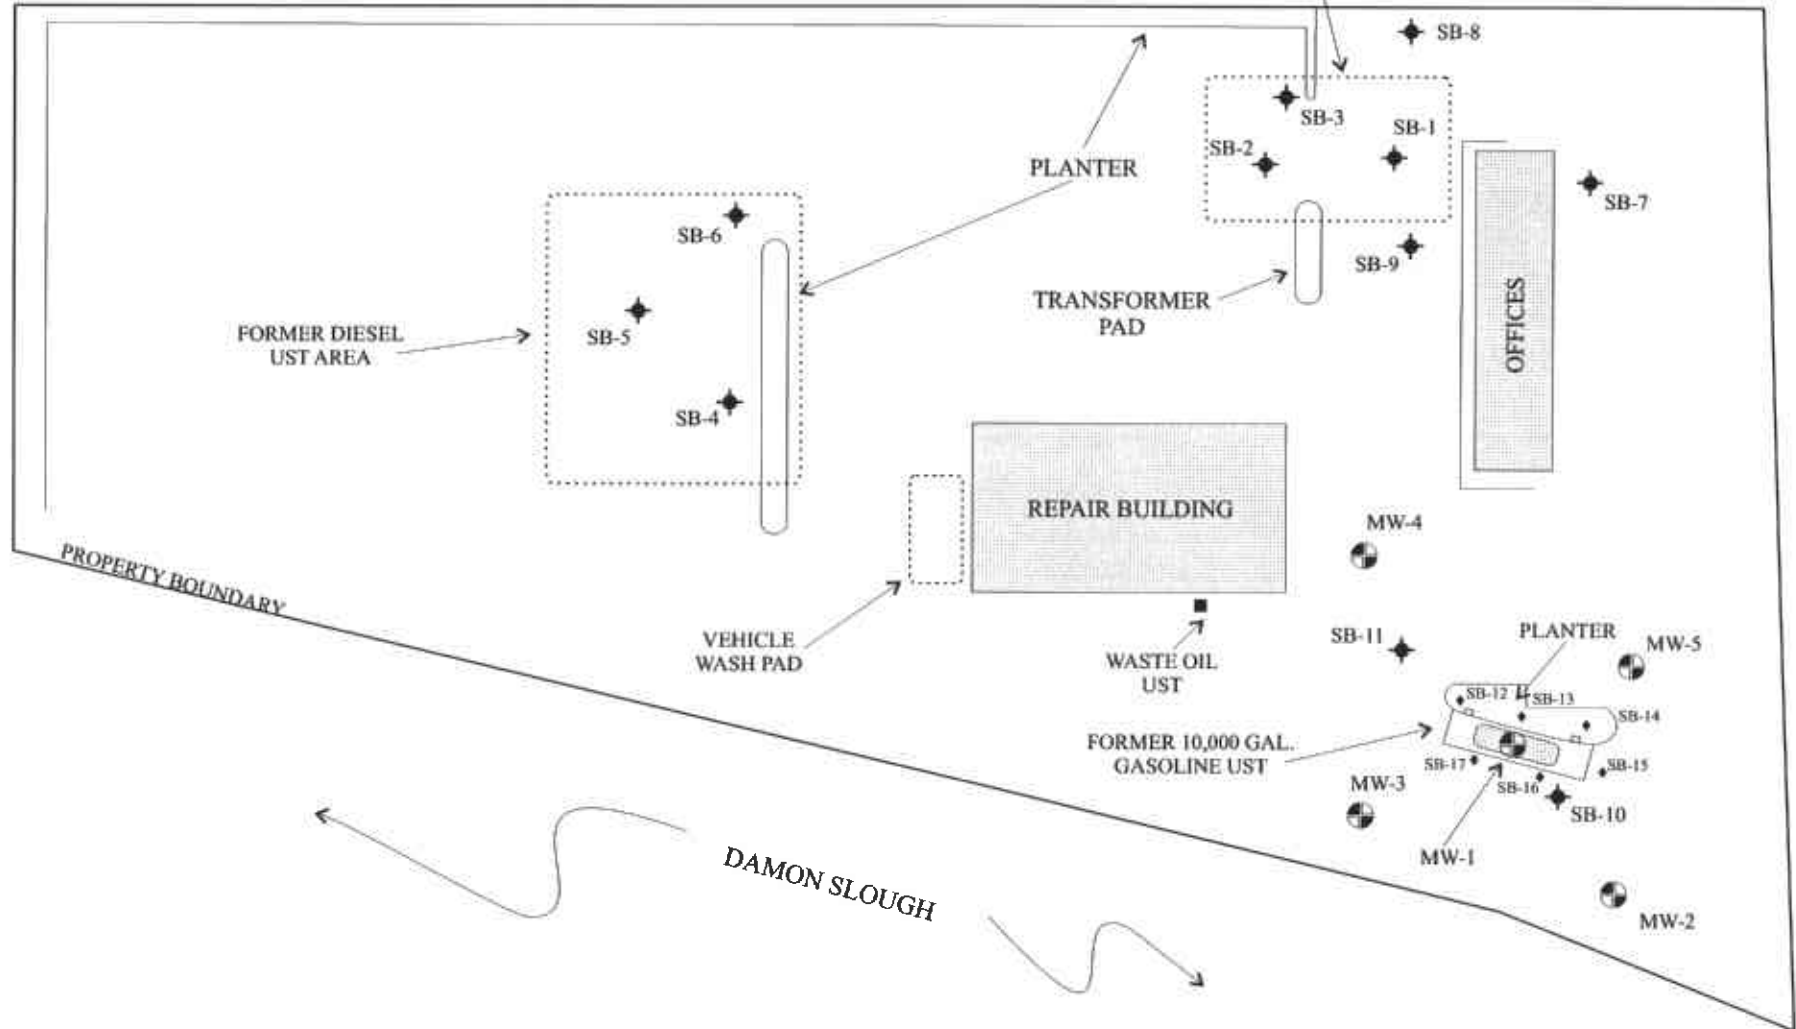 SB-8
SB-3
SB-1
SB-2
PLANTER
SB-7
SB-6
SB-9
TRANSFORMER
PAD
OFFICES
FORMER DIESEL
UST AREA
SB-5
SB-4
REPAIR BUILDING
MW-4
PROPERTY BOUNDARY
VEHICLE
WASH PAD
WASTE OIL
UST
SB-11
PLANTER
MW-5
SB-12
SB-13
SB-14
FORMER 10,000 GAL.
GASOLINE UST
SB-17
SB-15
SB-16
MW-3
SB-10
MW-1
DAMON SLOUGH
MW-2